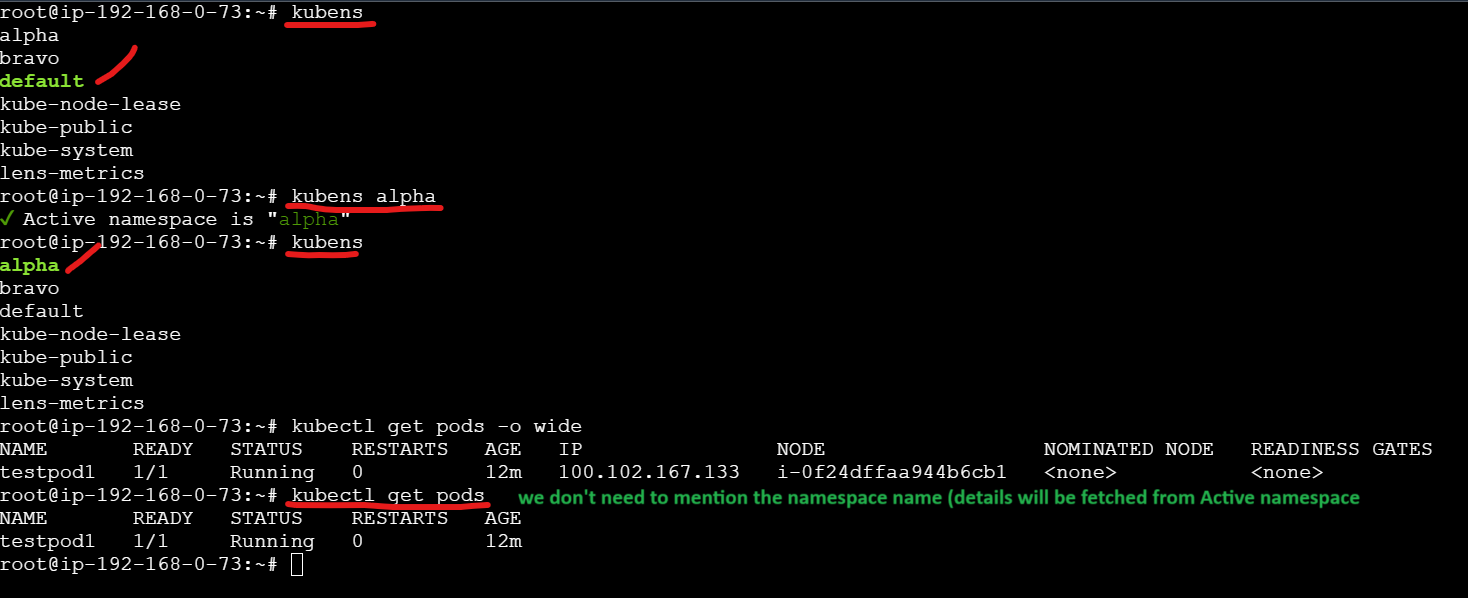 root@ip-192-168-0-73:~# kubens
alpha
bravo
default
kube-node-lease
kube-public
kube-system
lens-metrics
root@ip-192-168-0-73:~# kubens alpha
✓ Active namespace is "alpha"
root@ip-192-168-0-73:~# kubens
alpha
bravo
default
kube-node-lease
kube-public
kube-system
lens-metrics
root@ip-192-168-0-73:~# kubectl get pods -o wide
NAME READY STATUS RESTARTS AGE IP NODE NOMINATED NODE READINESS GATES
testpod1 1/1 Running 0 12m 100.102.167.133 i-0f24dffaa944b6cb1 <none> <none>
root@ip-192-168-0-73:~# kubectl get pods we don't need to mention the namespace name (details will be fetched from Active namespace
NAME READY STATUS RESTARTS AGE
testpod1 1/1 Running 0 12m
root@ip-192-168-0-73:~#